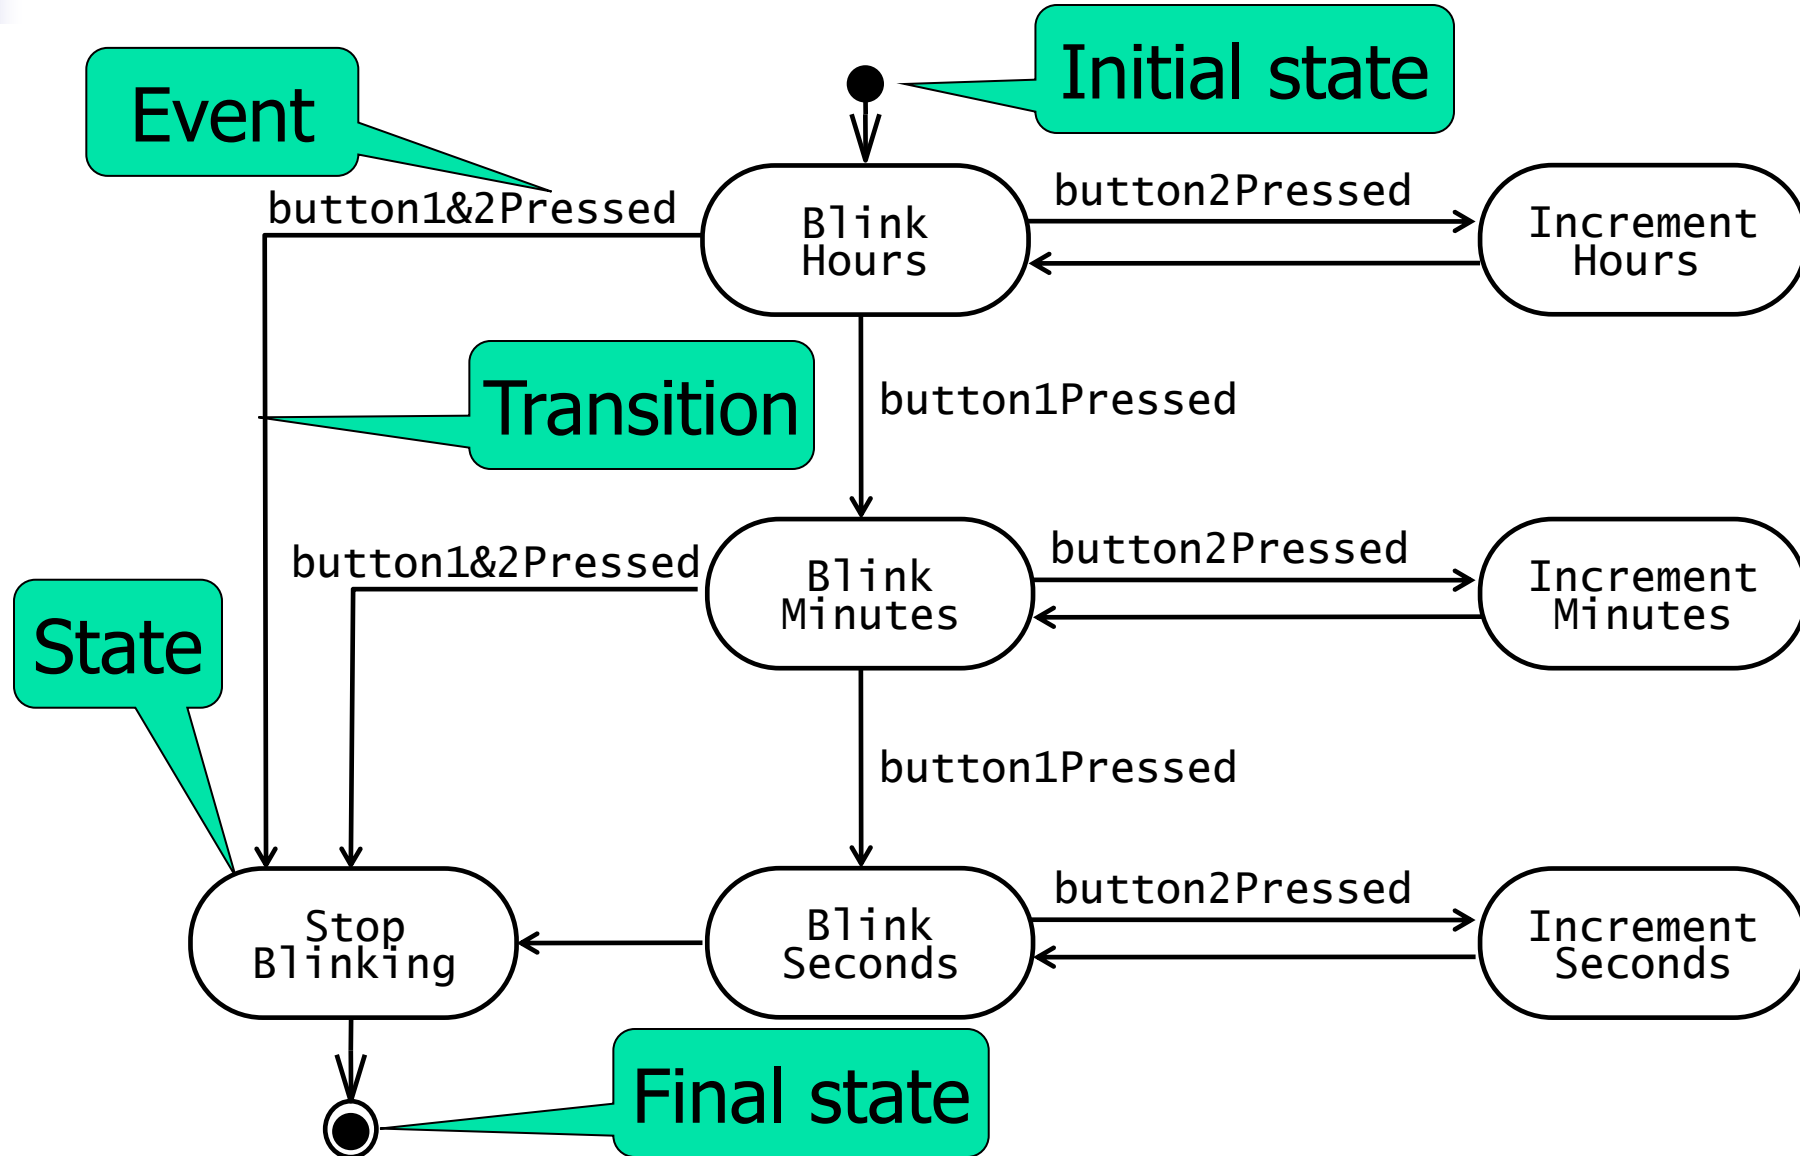 Initial state
Event
button1&2Pressed
Blink
Hours
button2Pressed
Increment
Hours
Transition
button1Pressed
button1&2Pressed
Blink
Minutes
button2Pressed
Increment
Minutes
State
button1Pressed
Stop
Blinking
Blink
Seconds
button2Pressed
Increment
Seconds
Final state